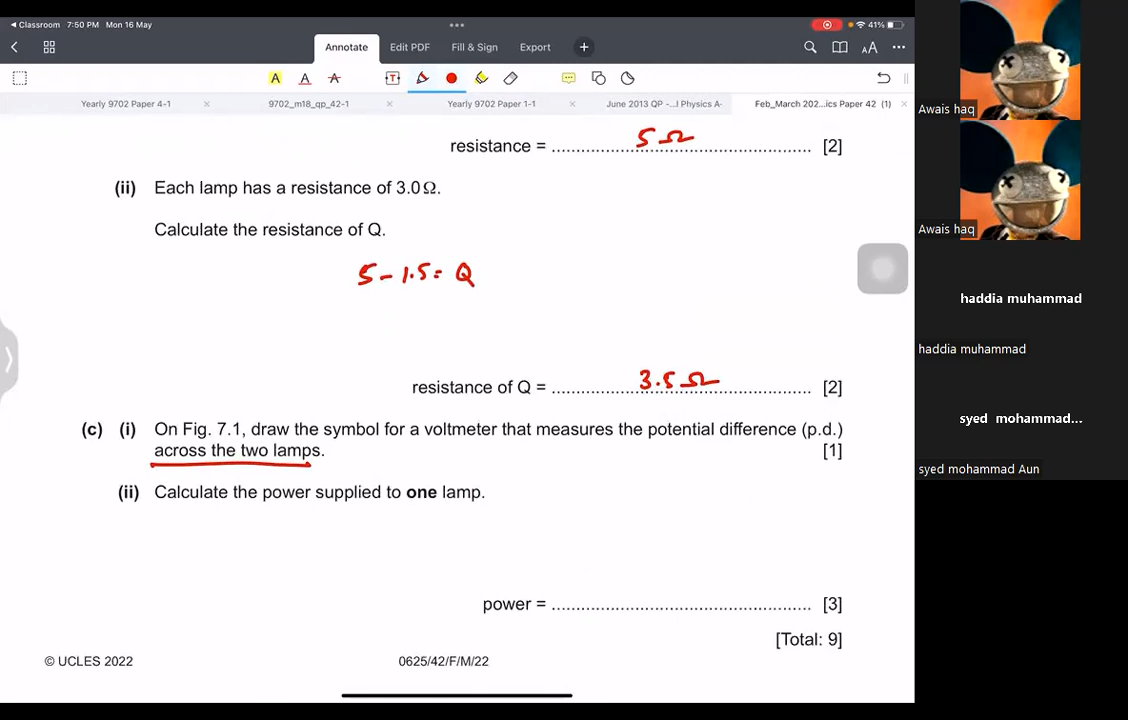 Classroom 7:50 PM Mon 16 May
41%
Annotate Edit PDF Fill & Sign Export
Yearly 9702 Paper 4-1 9702_m18_qp_42-1 Yearly 9702 Paper 1-1 June 2013 QP -...l Physics A- Feb_March 202...ics Paper 42 (1)
resistance = .................................................... [2]
5 Ω
(ii) Each lamp has a resistance of 3.0 Ω.
Calculate the resistance of Q.
5 - 1.5 = Q
resistance of Q = .................................................... [2]
3.5 Ω
(c) (i) On Fig. 7.1, draw the symbol for a voltmeter that measures the potential difference (p.d.)
across the two lamps. [1]
(ii) Calculate the power supplied to one lamp.
power = .................................................... [3]
[Total: 9]
© UCLES 2022 0625/42/F/M/22
Awais haq
Awais haq
haddia muhammad
haddia muhammad
syed mohammad...
syed mohammad Aun